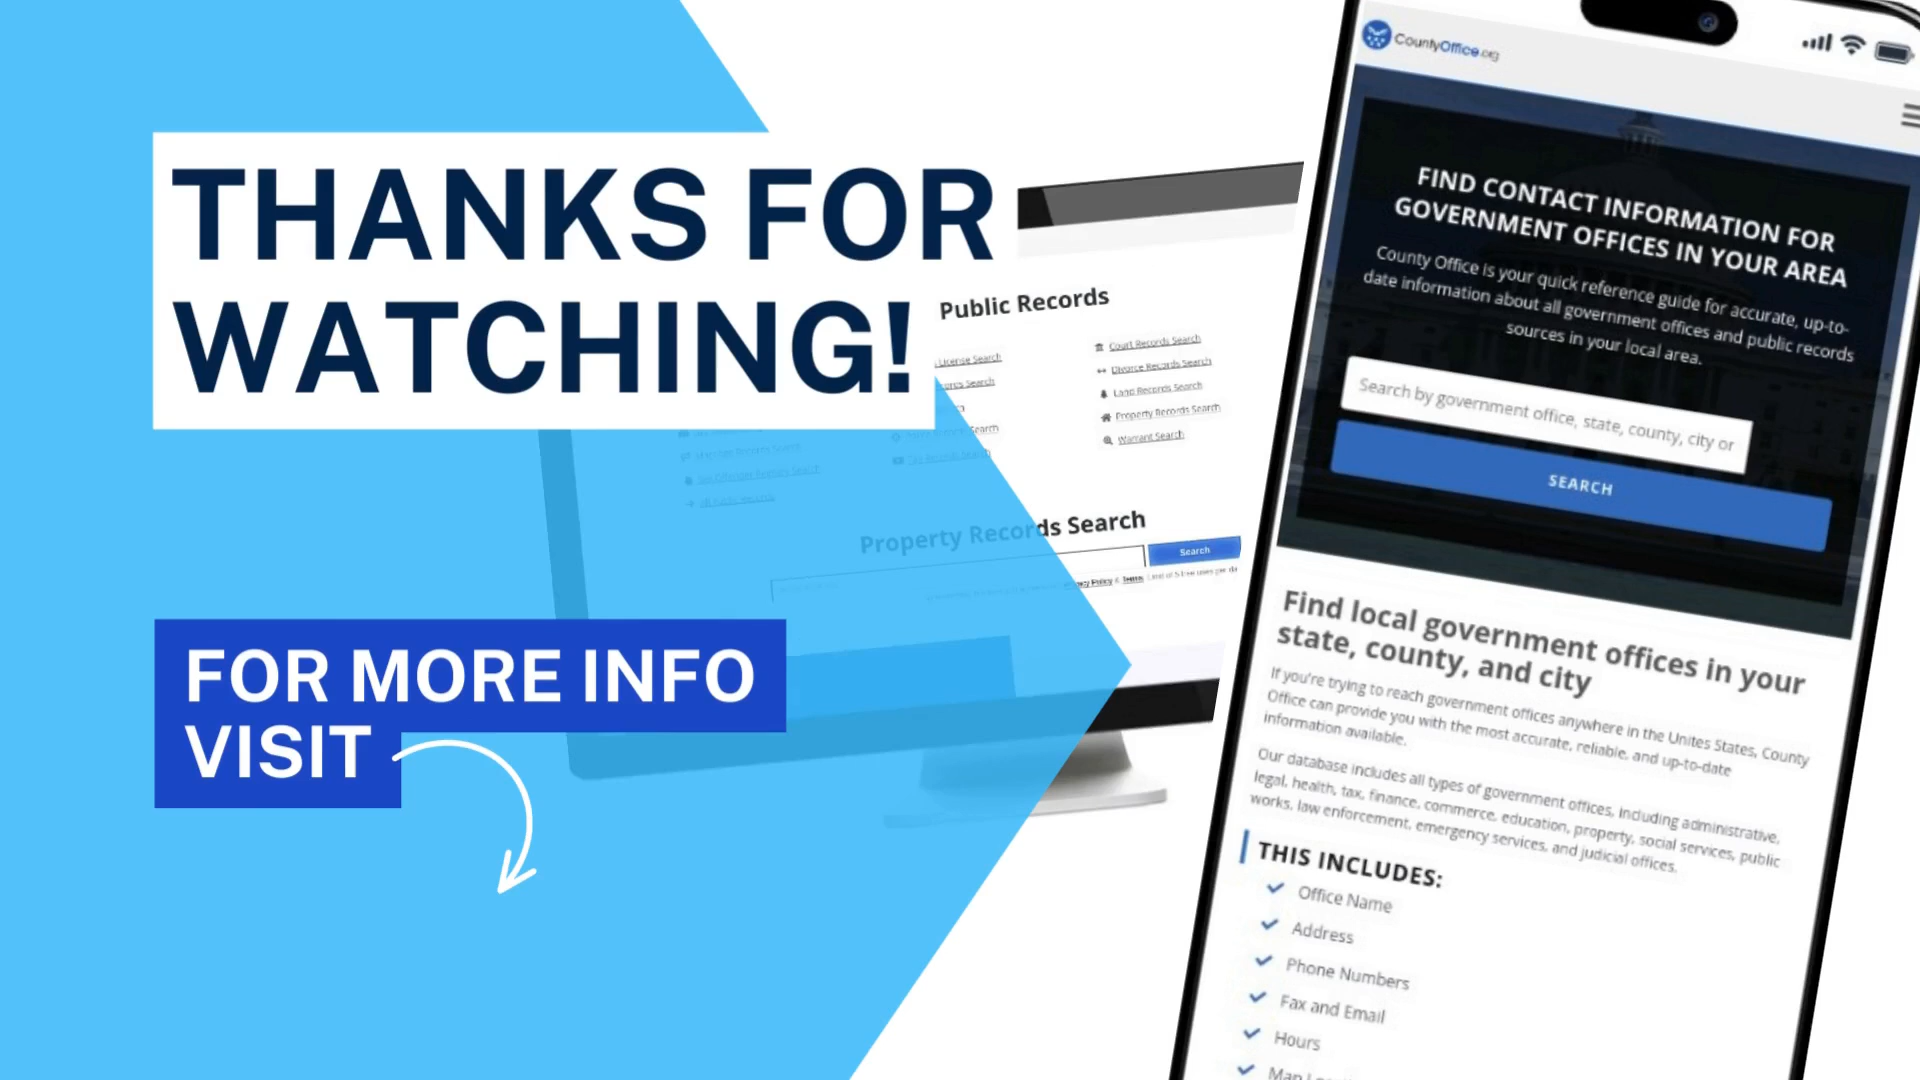 THANKS FOR
WATCHING!
FOR MORE INFO
VISIT
Public Records
License Search
Search
Search
Court Records Search
Divorce Records Search
Land Records Search
Property Records Search
Warrant Search
Property Records Search
Search
Policy & Terms
CountyOffice.org
FIND CONTACT INFORMATION FOR
GOVERNMENT OFFICES IN YOUR AREA
County Office is your quick reference guide for accurate, up-to-
date information about all government offices and public records
sources in your local area.
Search by government office, state, county, city or
SEARCH
Find local government offices in your
state, county, and city
If you're trying to reach government offices anywhere in the Unites States, County
Office can provide you with the most accurate, reliable, and up-to-date
information available.
Our database includes all types of government offices, including administrative,
legal, health, tax, finance, commerce, education, property, social services, public
works, law enforcement, emergency services, and judicial offices.
THIS INCLUDES:
Office Name
Address
Phone Numbers
Fax and Email
Hours